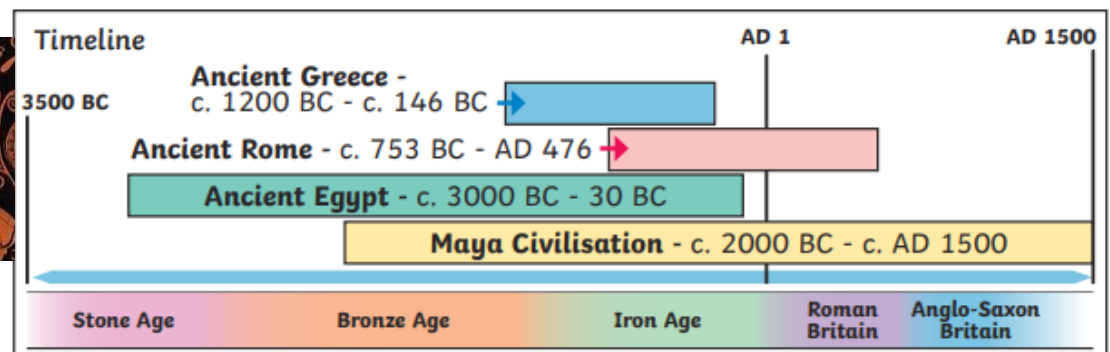 Timeline
AD 1
AD 1500
3500 BC
Ancient Greece -
c. 1200 BC - c. 146 BC
Ancient Rome - c. 753 BC - AD 476
Ancient Egypt - c. 3000 BC - 30 BC
Maya Civilisation - c. 2000 BC - c. AD 1500
Stone Age
Bronze Age
Iron Age
Roman
Britain
Anglo-Saxon
Britain